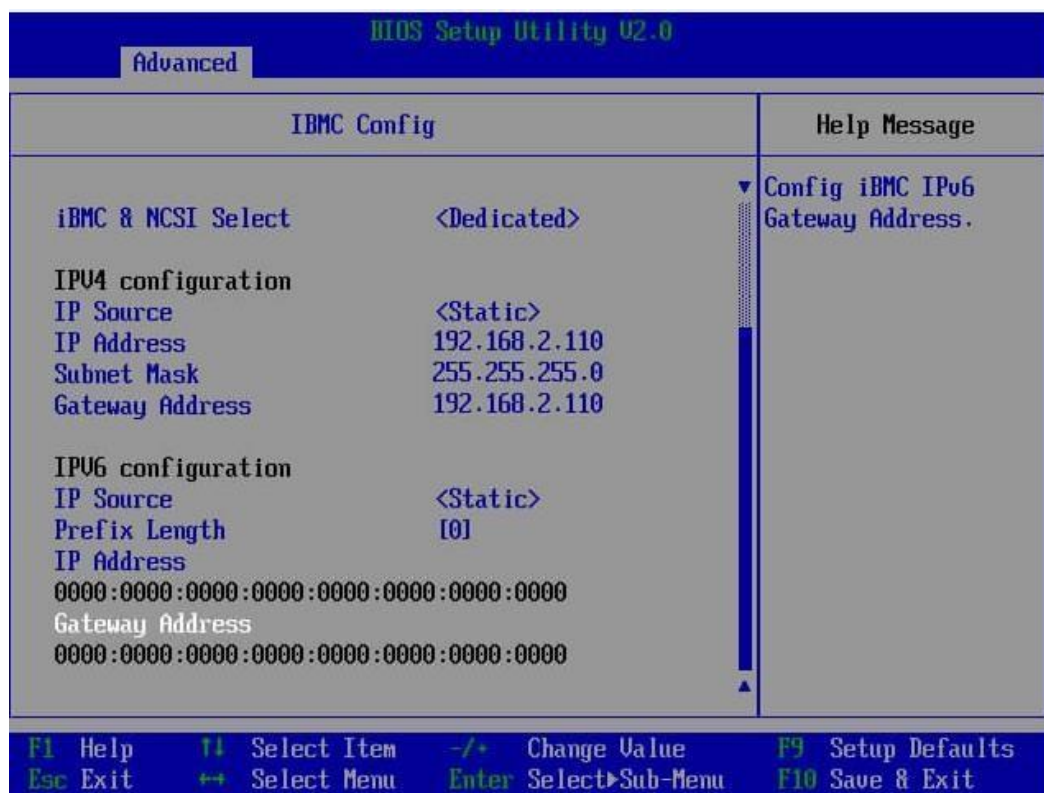 BIOS Setup Utility V2.0
Advanced
IBMC Config
Help Message
iBMC & NCSI Select <Dedicated>
IPV4 configuration
IP Source <Static>
IP Address 192.168.2.110
Subnet Mask 255.255.255.0
Gateway Address 192.168.2.110
IPV6 configuration
IP Source <Static>
Prefix Length [0]
IP Address
0000:0000:0000:0000:0000:0000:0000:0000
Gateway Address
0000:0000:0000:0000:0000:0000:0000:0000
Config iBMC IPv6
Gateway Address.
F1 Help ↑↓ Select Item -/+ Change Value F9 Setup Defaults
Esc Exit ←→ Select Menu Enter Select▶Sub-Menu F10 Save & Exit